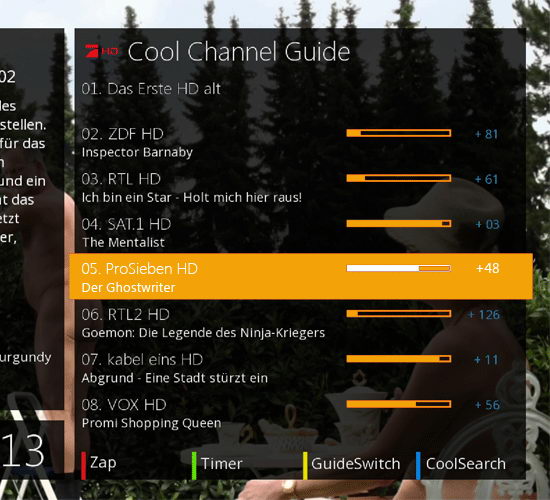 HD Cool Channel Guide
02
01. Das Erste HD alt
des
stellen.
für das
02. ZDF HD + 81
Inspector Barnaby
und ein
03. RTL HD + 61
Ich bin ein Star - Holt mich hier raus!
t das
etzt
04. SAT.1 HD + 03
er,
The Mentalist
05. ProSieben HD +48
Der Ghostwriter
06. RTL2 HD + 126
Goemon: Die Legende des Ninja-Kriegers
urgundy
07. kabel eins HD + 11
Abgrund - Eine Stadt stürzt ein
08. VOX HD + 56
Promi Shopping Queen
13
Zap
Timer
GuideSwitch
CoolSearch